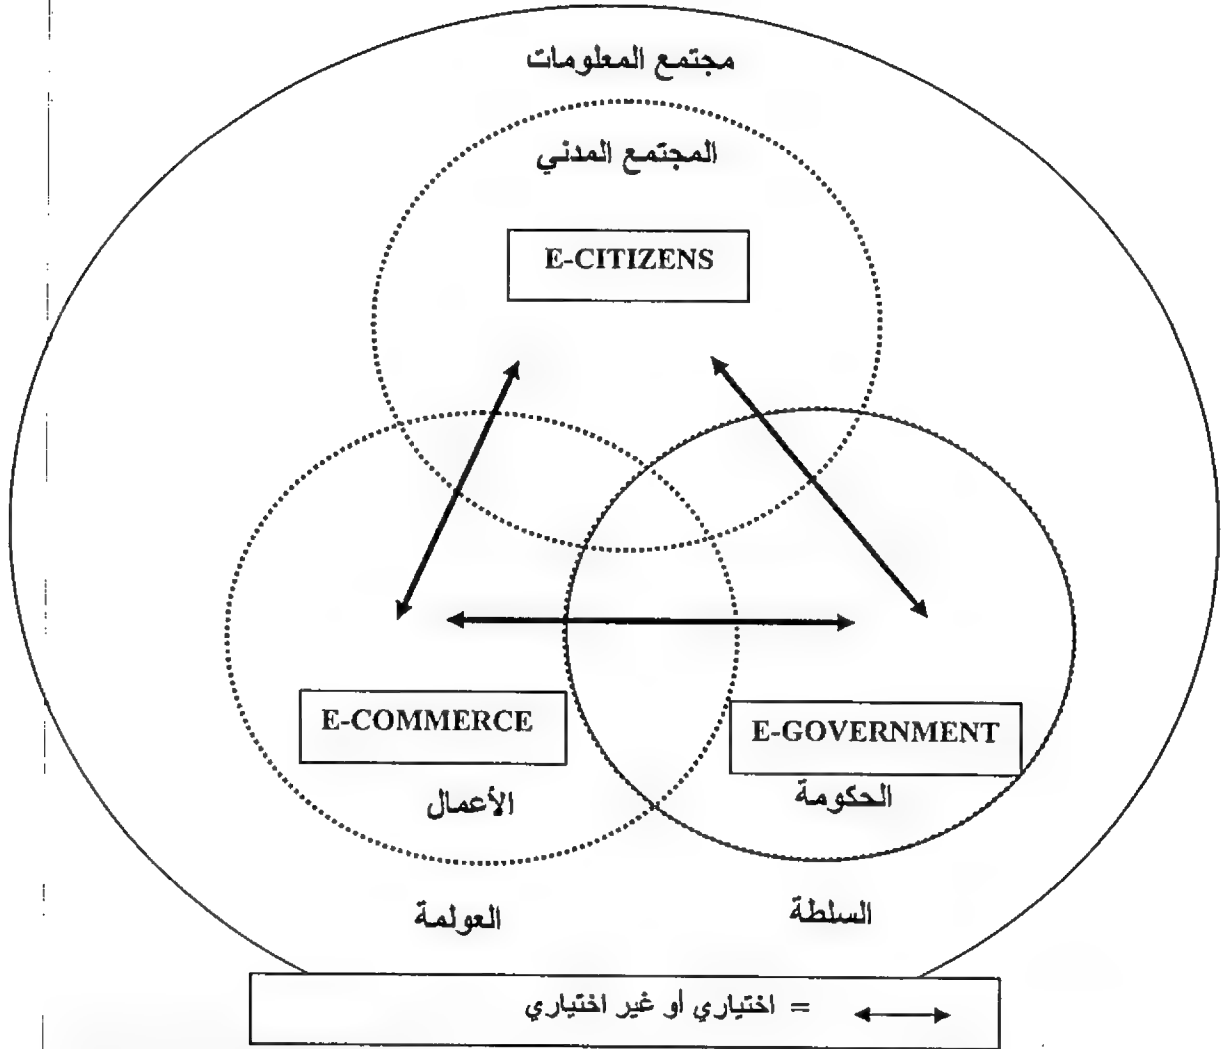 مجتمع المعلومات
المجتمع المدني
E-CITIZENS
E-COMMERCE
E-GOVERNMENT
الأعمال
الحكومة
العولمة
السلطة
= اختياري أو غير اختياري